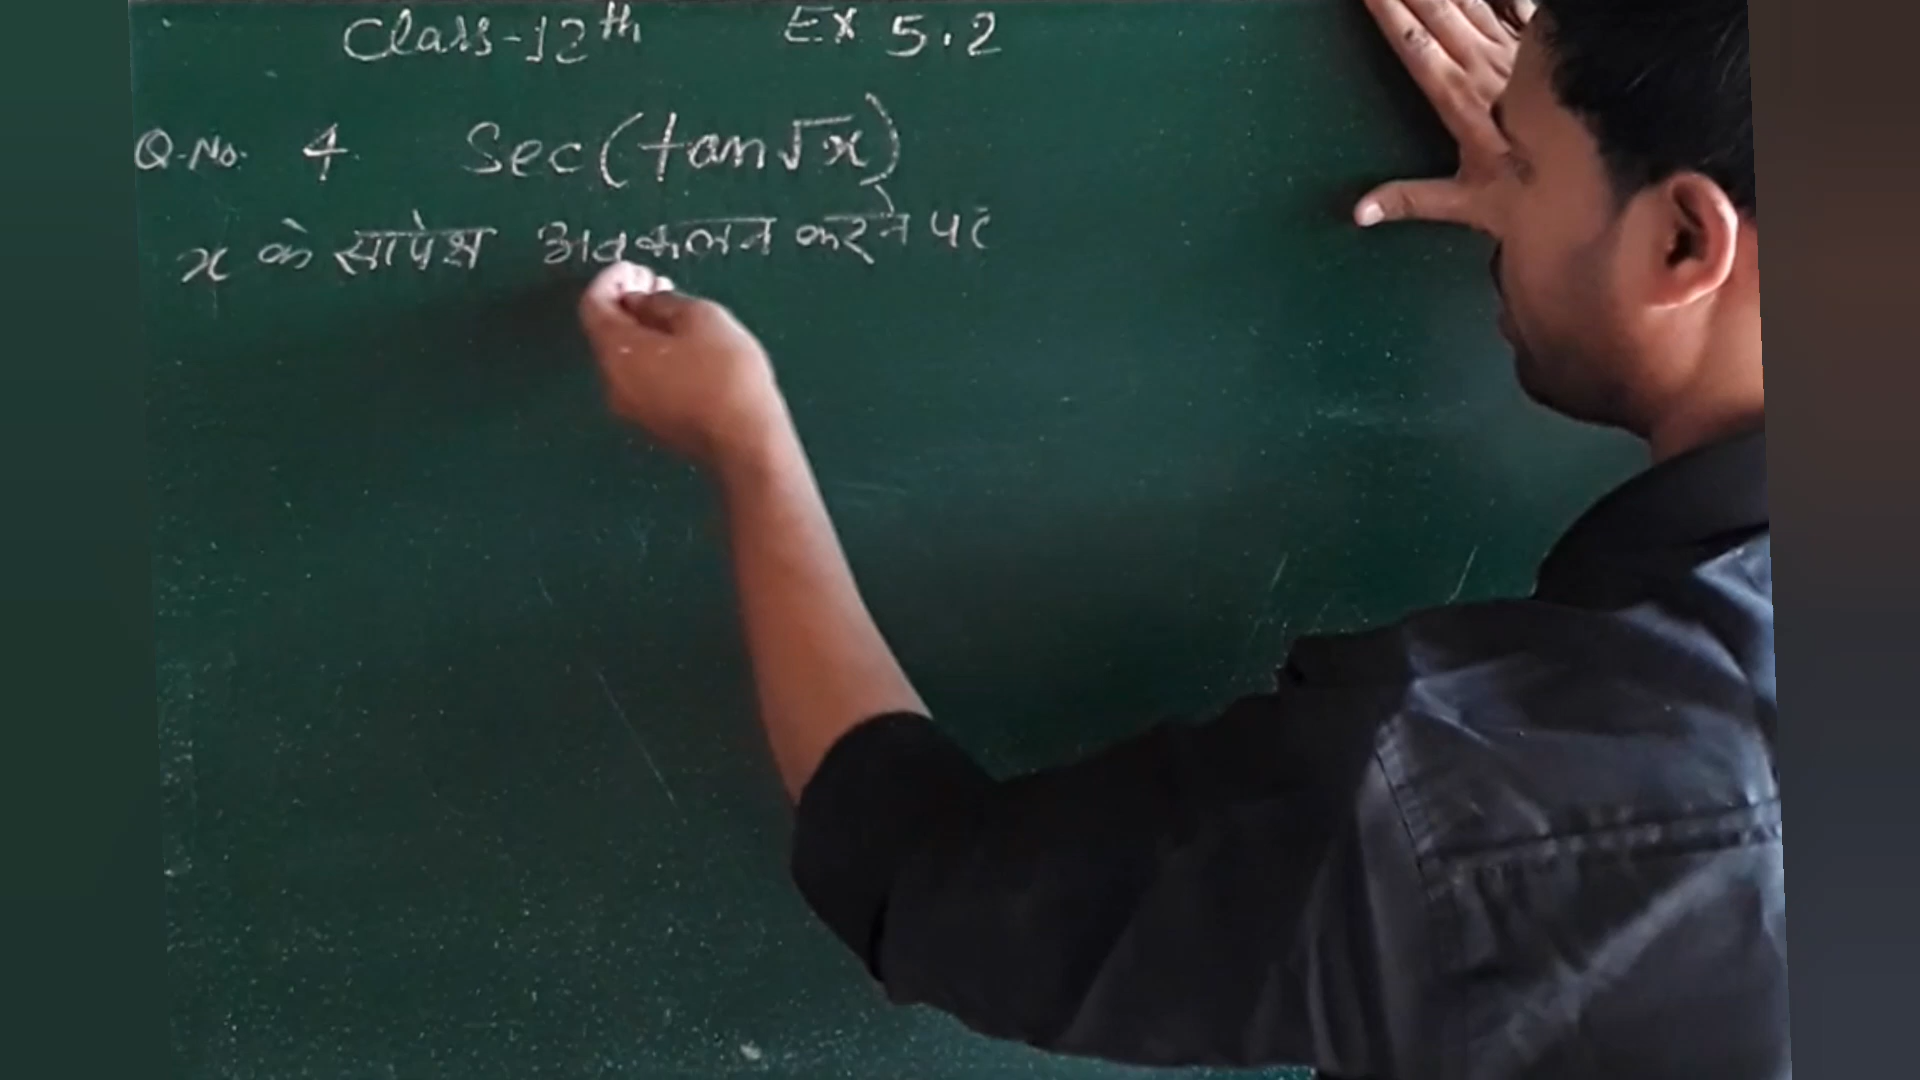 Class-12th Ex 5.2
Q.No. 4 Sec(tan√x)
x के सापेक्ष अवकलन करने पर